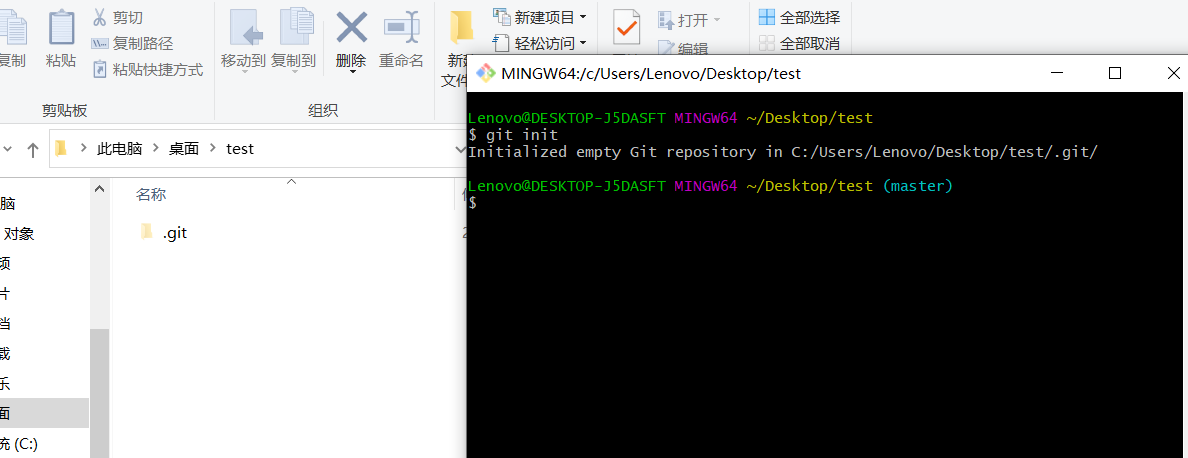 剪切
复制路径
粘贴快捷方式
复制
粘贴
剪贴板
移动到
复制到
删除
重命名
组织
新建项目
轻松访问
新建
文件
打开
编辑
全部选择
全部取消
此电脑 > 桌面 > test
名称
.git
脑
对象
频
片
档
载
乐
面
统 (C:)
MINGW64:/c/Users/Lenovo/Desktop/test
Lenovo@DESKTOP-J5DASFT MINGW64 ~/Desktop/test
$ git init
Initialized empty Git repository in C:/Users/Lenovo/Desktop/test/.git/
Lenovo@DESKTOP-J5DASFT MINGW64 ~/Desktop/test (master)
$